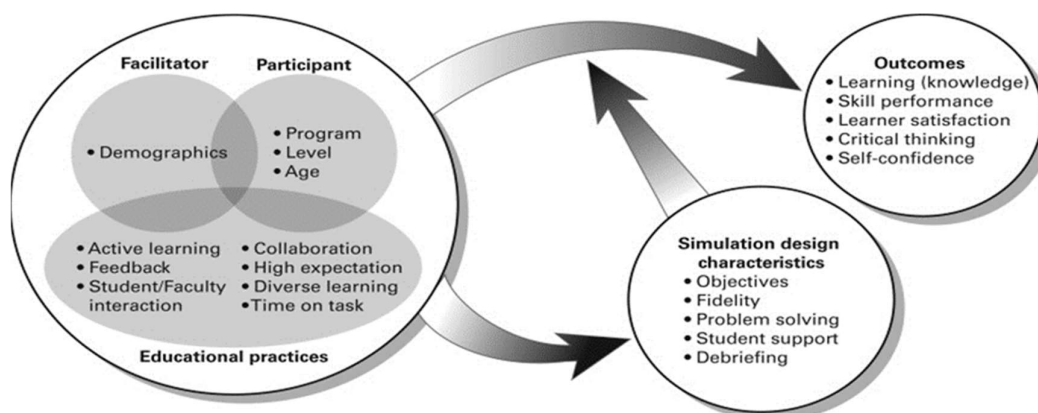 Facilitator
Participant
• Demographics
• Program
• Level
• Age
• Active learning
• Feedback
• Student/Faculty
interaction
• Collaboration
• High expectation
• Diverse learning
• Time on task
Educational practices
Simulation design
characteristics
• Objectives
• Fidelity
• Problem solving
• Student support
• Debriefing
Outcomes
• Learning (knowledge)
• Skill performance
• Learner satisfaction
• Critical thinking
• Self-confidence